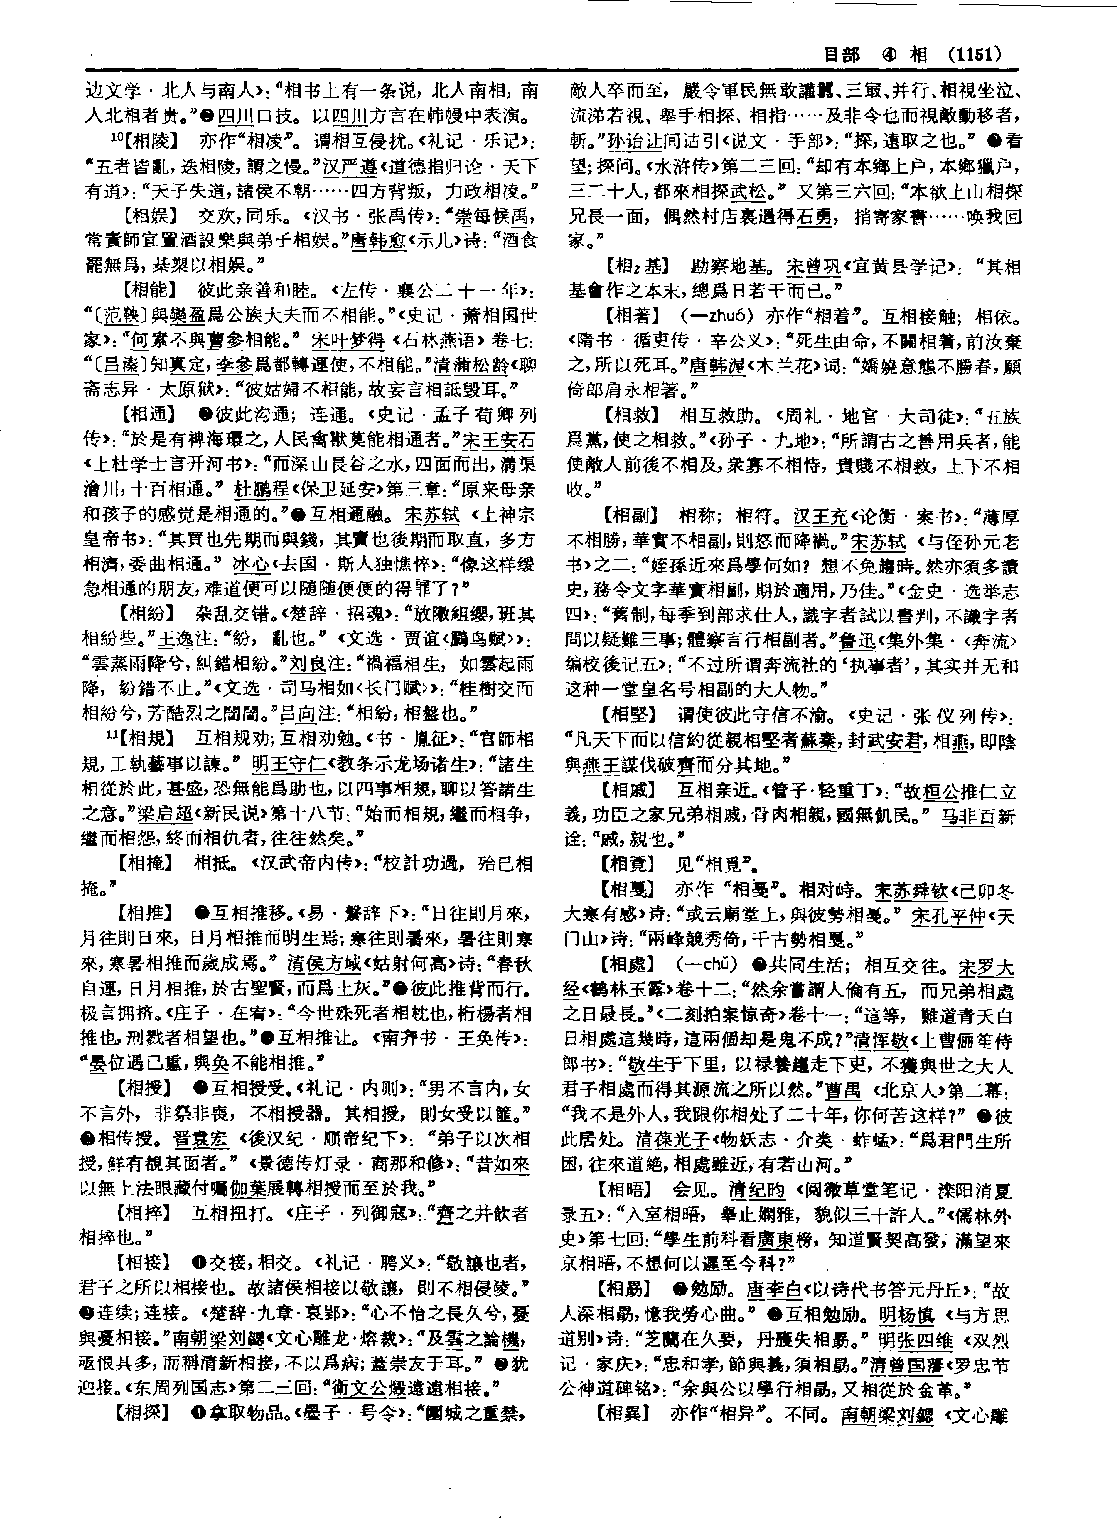 目部 ④ 相 (1151)
边文学·北人与南人》：“相书上有一条说，北人南相，南
人北相者贵。”❷四川口技。以四川方言在帏幔中表演。
10【相陵】 亦作“相凌”。谓相互侵扰。《礼记·乐记》：
“五者皆亂，迭相陵，謂之慢。”汉严遵《道德指归论·天下
有道》：“天子失道，諸侯不朝……四方背叛，力政相凌。”
【相娱】 交欢，同乐。《汉书·张禹传》：“崇每候禹，
常責師宜置酒設樂與弟子相娱。”唐韩愈《示儿》诗：“酒食
罷無爲，棊槊以相娱。”
【相能】 彼此亲善和睦。《左传·襄公二十一年》：
“〔范鞅〕與欒盈爲公族大夫而不相能。”《史记·萧相国世
家》：“何素不與曹參相能。” 宋叶梦得《石林燕语》卷七：
“〔吕溱〕知真定，李參爲都轉運使，不相能。”清蒲松龄《聊
斋志异·太原狱》：“彼姑婦不相能，故妄言相詆毁耳。”
【相通】 ❶彼此沟通；连通。《史记·孟子荀卿列
传》：“於是有裨海環之，人民禽獸莫能相通者。”宋王安石
《上杜学士言开河书》：“而深山長谷之水，四面而出，溝渠
澮川，十百相通。” 杜鹏程《保卫延安》第三章：“原来母亲
和孩子的感觉是相通的。”❷互相通融。宋苏轼《上神宗
皇帝书》：“其買也先期而與錢，其賣也後期而取直，多方
相濟，委曲相通。” 冰心《去国·斯人独憔悴》：“像这样缓
急相通的朋友，难道便可以随随便便的得罪了？”
【相纷】 杂乱交错。《楚辞·招魂》：“放敶組纓，班其
相紛些。”王逸注：“紛，亂也。”《文选·贾谊〈鵩鸟赋〉》：
“雲蒸雨降兮，糾錯相紛。”刘良注：“禍福相生，如雲起雨
降，紛錯不止。”《文选·司马相如〈长门赋〉》：“桂樹交而
相紛兮，芳酷烈之誾誾。”吕向注：“相紛，相盤也。”
11【相規】 互相规劝；互相劝勉。《书·胤征》：“官師相
規，工執藝事以諫。” 明王守仁《教条示龙场诸生》：“諸生
相從於此，甚盛，恐無能爲助也，以四事相規，聊以答諸生
之意。”梁启超《新民说》第十八节：“始而相規，繼而相争，
繼而相怨，終而相仇者，往往然矣。”
【相掩】 相抵。《汉武帝内传》：“校計功過，殆已相
掩。”
【相推】 ❶互相推移。《易·繫辞下》：“日往則月來，
月往則日來，日月相推而明生焉；寒往則暑來，暑往則寒
來，寒暑相推而歲成焉。” 清侯方域《姑射何高》诗：“春秋
自運，日月相推，於古聖賢，而爲土灰。”❷彼此推背而行。
极言拥挤。《庄子·在宥》：“今世殊死者相枕也，桁楊者相
推也，刑戮者相望也。”❸互相推让。《南齐书·王奂传》：
“晏位遇已重，與奂不能相推。”
【相授】 ❶互相授受。《礼记·内则》：“男不言内，女
不言外，非祭非喪，不相授器。其相授，則女受以篚。”
❷相传授。晋袁宏《後汉纪·顺帝纪下》：“弟子以次相
授，鲜有覩其面者。”《景德传灯录·商那和修》：“昔如來
以無上法眼藏付囑伽葉展轉相授而至於我。”
【相捽】 互相扭打。《庄子·列御寇》：“齊之井飲者
相捽也。”
【相接】 ❶交接，相交。《礼记·聘义》：“敬讓也者，
君子之所以相接也。故諸侯相接以敬讓，則不相侵陵。”
❷连续；连接。《楚辞·九章·哀郢》：“心不怡之長久兮，憂
與憂相接。”南朝梁刘勰《文心雕龙·熔裁》：“及雲之論機，
亟恨其多，而稱清新相接，不以爲病；蓋崇友于耳。”❸犹
迎接。《东周列国志》第二三回：“衛文公燬遠遠相接。”
【相探】 ❶拿取物品。《墨子·号令》：“圍城之重禁，
敵人卒而至，嚴令軍民無敢讙囂、三最、并行、相視坐泣、
流涕若視、舉手相探、相指……及非令也而視敵動移者，
斬。”孙诒让间诂引《说文·手部》：“探，遠取之也。”❷看
望；探问。《水浒传》第二三回：“却有本鄉上户，本鄉獵户，
三二十人，都來相探武松。” 又第三六回：“本欲上山相探
兄長一面，偶然村店裏遇得石勇，捎寄家書……唤我回
家。”
【相2基】 勘察地基。宋曾巩《宜黄县学记》：“其相
基會作之本末，總爲日若干而已。”
【相著】（—zhuó）亦作“相着”。互相接触；相依。
《隋书·循吏传·辛公义》：“死生由命，不關相着，前汝棄
之，所以死耳。”唐韩偓《木兰花》词：“嬌嬈意態不勝春，願
倚郎肩永相著。”
【相救】 相互救助。《周礼·地官·大司徒》：“五族
爲黨，使之相救。”《孙子·九地》：“所謂古之善用兵者，能
使敵人前後不相及，衆寡不相恃，貴賤不相救，上下不相
收。”
【相副】 相称；相符。汉王充《论衡·案书》：“薄厚
不相勝，華實不相副，則怒而降禍。”宋苏轼《与侄孙元老
书》之二：“姪孫近來爲學何如？想不免趨時。然亦須多讀
史，務令文字華實相副，期於適用，乃佳。”《金史·选举志
四》：“舊制，每季到部求仕人，識字者試以書判，不識字者
問以疑難三事；體察言行相副者。”鲁迅《集外集·〈奔流〉
编校後记五》：“不过所谓奔流社的‘执事者’，其实并无和
这种一堂皇名号相副的大人物。”
【相堅】 谓使彼此守信不渝。《史记·张仪列传》：
“凡天下而以信約從親相堅者蘇秦，封武安君，相燕，即陰
與燕王謀伐破齊而分其地。”
【相戚】 互相亲近。《管子·轻重丁》：“故桓公推仁立
義，功臣之家兄弟相戚，骨肉相親，國無飢民。” 马非百新
诠：“戚，親也。”
【相覔】 见“相覓”。
【相戛】 亦作“相戞”。相对峙。宋苏舜钦《己卯冬
大寒有感》诗：“或云廟堂上，與彼勢相戛。” 宋孔平仲《天
门山》诗：“兩峰競秀倚，千古勢相戛。”
【相處】（—chǔ）❶共同生活；相互交往。宋罗大
经《鹤林玉露》卷十二：“然余嘗謂人倫有五，而兄弟相處
之日最長。”《二刻拍案惊奇》卷十一：“這等，難道青天白
日相處這幾時，這兩個却是鬼不成？”清恽敬《上曹俪笙侍
郎书》：“敬生于下里，以禄養趨走下吏，不獲與世之大人
君子相處而得其源流之所以然。”曹禺《北京人》第二幕：
“我不是外人，我跟你相处了二十年，你何苦这样？”❷彼
此居处。清葆光子《物妖志·介类·蚱蜢》：“爲君門生所
困，往來道絶，相處雖近，有若山河。”
【相晤】 会见。清纪昀《阅微草堂笔记·滦阳消夏
录五》：“入室相晤，舉止嫻雅，貌似三十許人。”《儒林外
史》第七回：“學生前科看廣東榜，知道賢契高發，滿望來
京相晤，不想何以遲至今科？”
【相勗】 ❶勉励。唐李白《以诗代书答元丹丘》：“故
人深相勗，憶我勞心曲。”❷互相勉励。明杨慎《与方思
道别》诗：“芝蘭在久要，丹雘失相勗。” 明张四维《双烈
记·家庆》：“忠和孝，節與義，須相勗。”清曾国藩《罗忠节
公神道碑铭》：“余與公以學行相勗，又相從於金革。”
【相異】 亦作“相异”。不同。南朝梁刘勰《文心雕